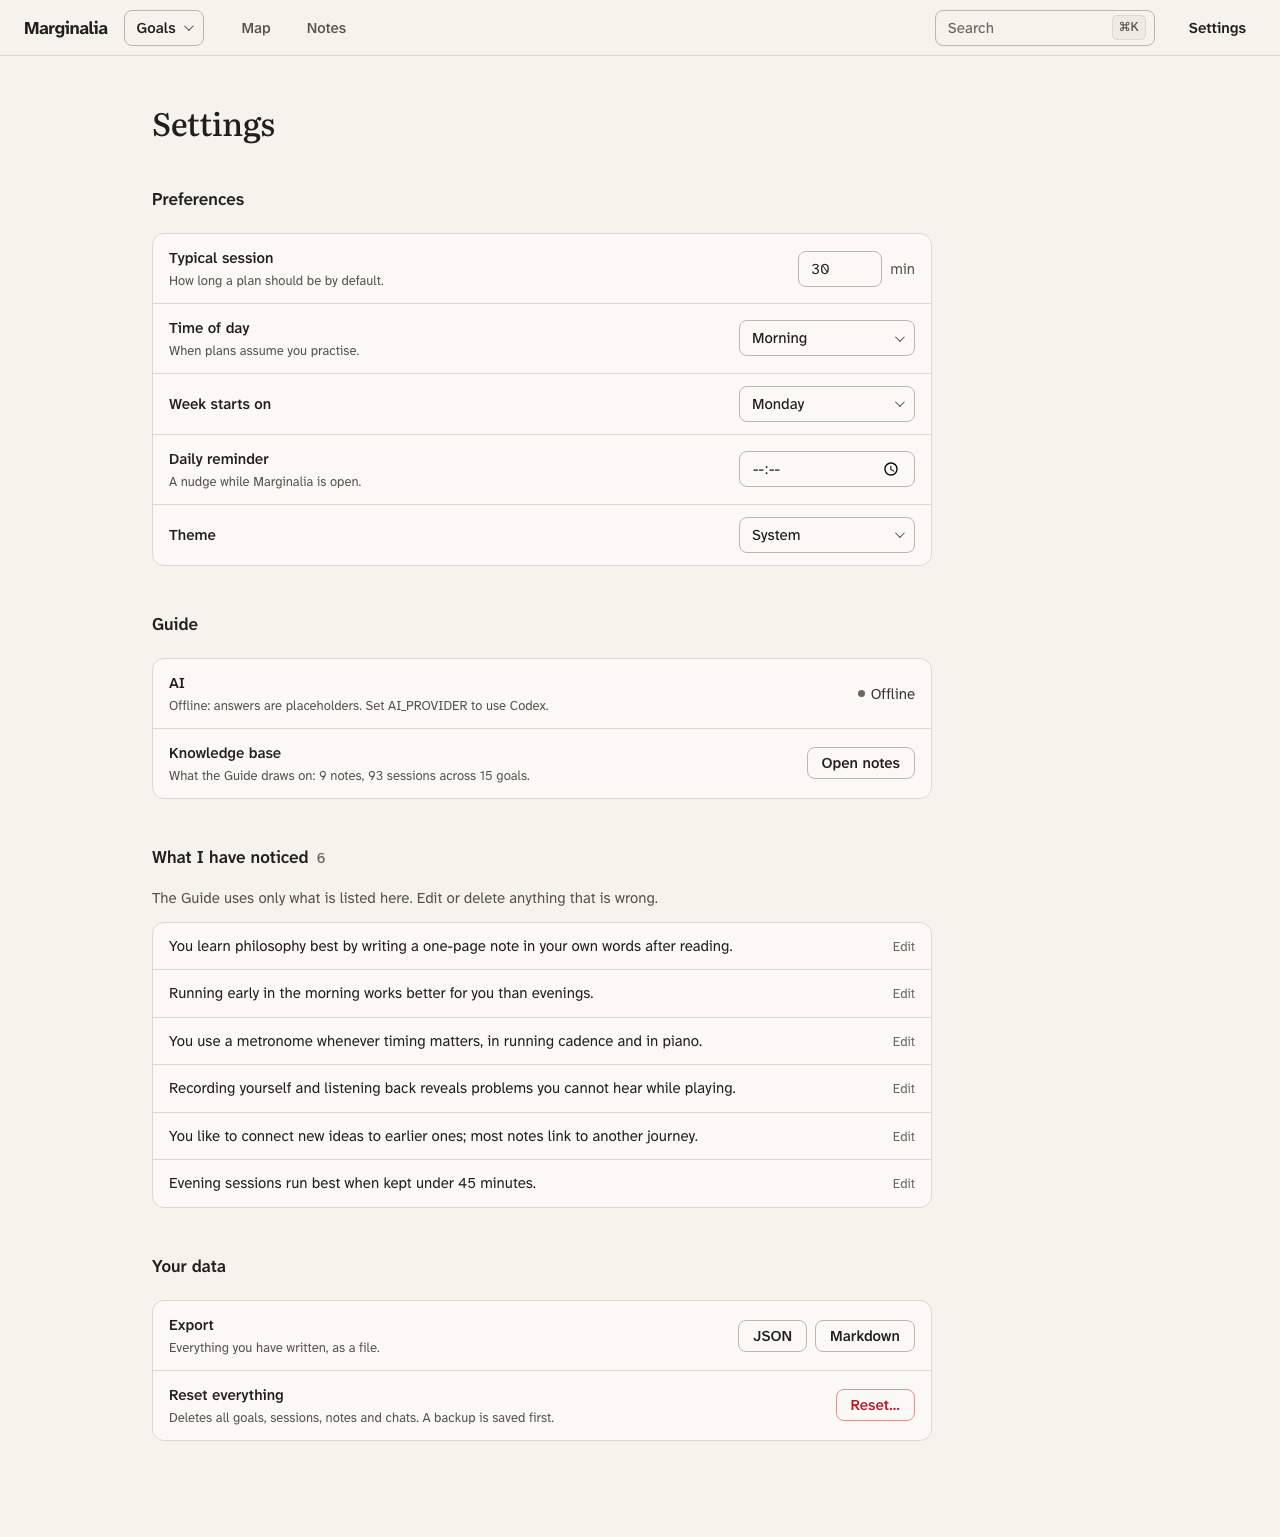 Marginalia Goals Map Notes Search ⌘K Settings
Settings
Preferences
Typical session
How long a plan should be by default.
30 min
Time of day
When plans assume you practise.
Morning
Week starts on
Monday
Daily reminder
A nudge while Marginalia is open.
--:--
Theme
System
Guide
AI
Offline: answers are placeholders. Set AI_PROVIDER to use Codex.
Offline
Knowledge base
What the Guide draws on: 9 notes, 93 sessions across 15 goals.
Open notes
What I have noticed 6
The Guide uses only what is listed here. Edit or delete anything that is wrong.
You learn philosophy best by writing a one-page note in your own words after reading. Edit
Running early in the morning works better for you than evenings. Edit
You use a metronome whenever timing matters, in running cadence and in piano. Edit
Recording yourself and listening back reveals problems you cannot hear while playing. Edit
You like to connect new ideas to earlier ones; most notes link to another journey. Edit
Evening sessions run best when kept under 45 minutes. Edit
Your data
Export
Everything you have written, as a file.
JSON Markdown
Reset everything
Deletes all goals, sessions, notes and chats. A backup is saved first.
Reset...